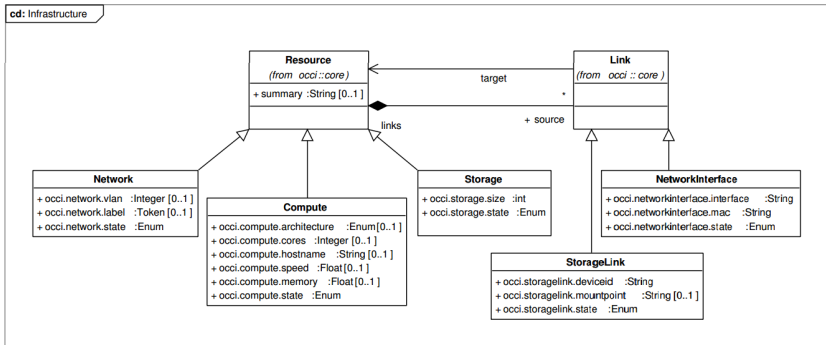 cd: Infrastructure
Resource
(from occi::core)
+ summary :String [0..1]
Link
(from occi :: core)
target
*
+ source
links
Network
+ occi.network.vlan :Integer [0..1]
+ occi.network.label :Token [0..1]
+ occi.network.state :Enum
Compute
+ occi.compute.architecture :Enum[0..1]
+ occi.compute.cores :Integer [0..1]
+ occi.compute.hostname :String [0..1]
+ occi.compute.speed :Float[0..1]
+ occi.compute.memory :Float[0..1]
+ occi.compute.state :Enum
Storage
+ occi.storage.size :int
+ occi.storage.state :Enum
NetworkInterface
+ occi.networkinterface.interface :String
+ occi.networkinterface.mac :String
+ occi.networkinterface.state :Enum
StorageLink
+ occi.storagelink.deviceid :String
+ occi.storagelink.mountpoint :String [0..1]
+ occi.storagelink.state :Enum